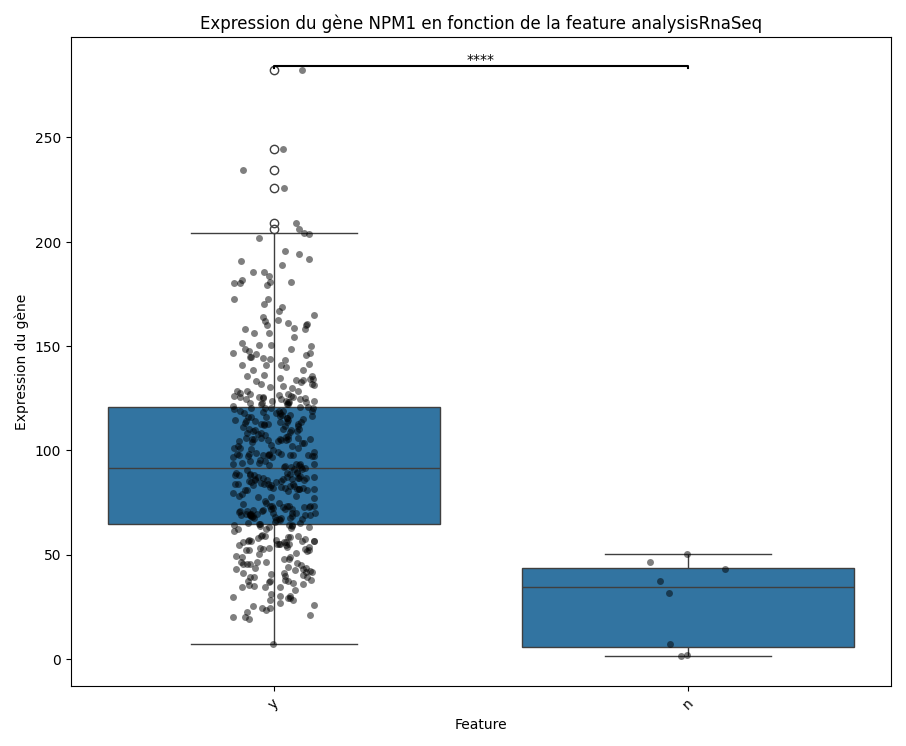 Expression du gène NPM1 en fonction de la feature analysisRnaSeq
****
250
200
150
100
50
0
Expression du gène
y
n
Feature